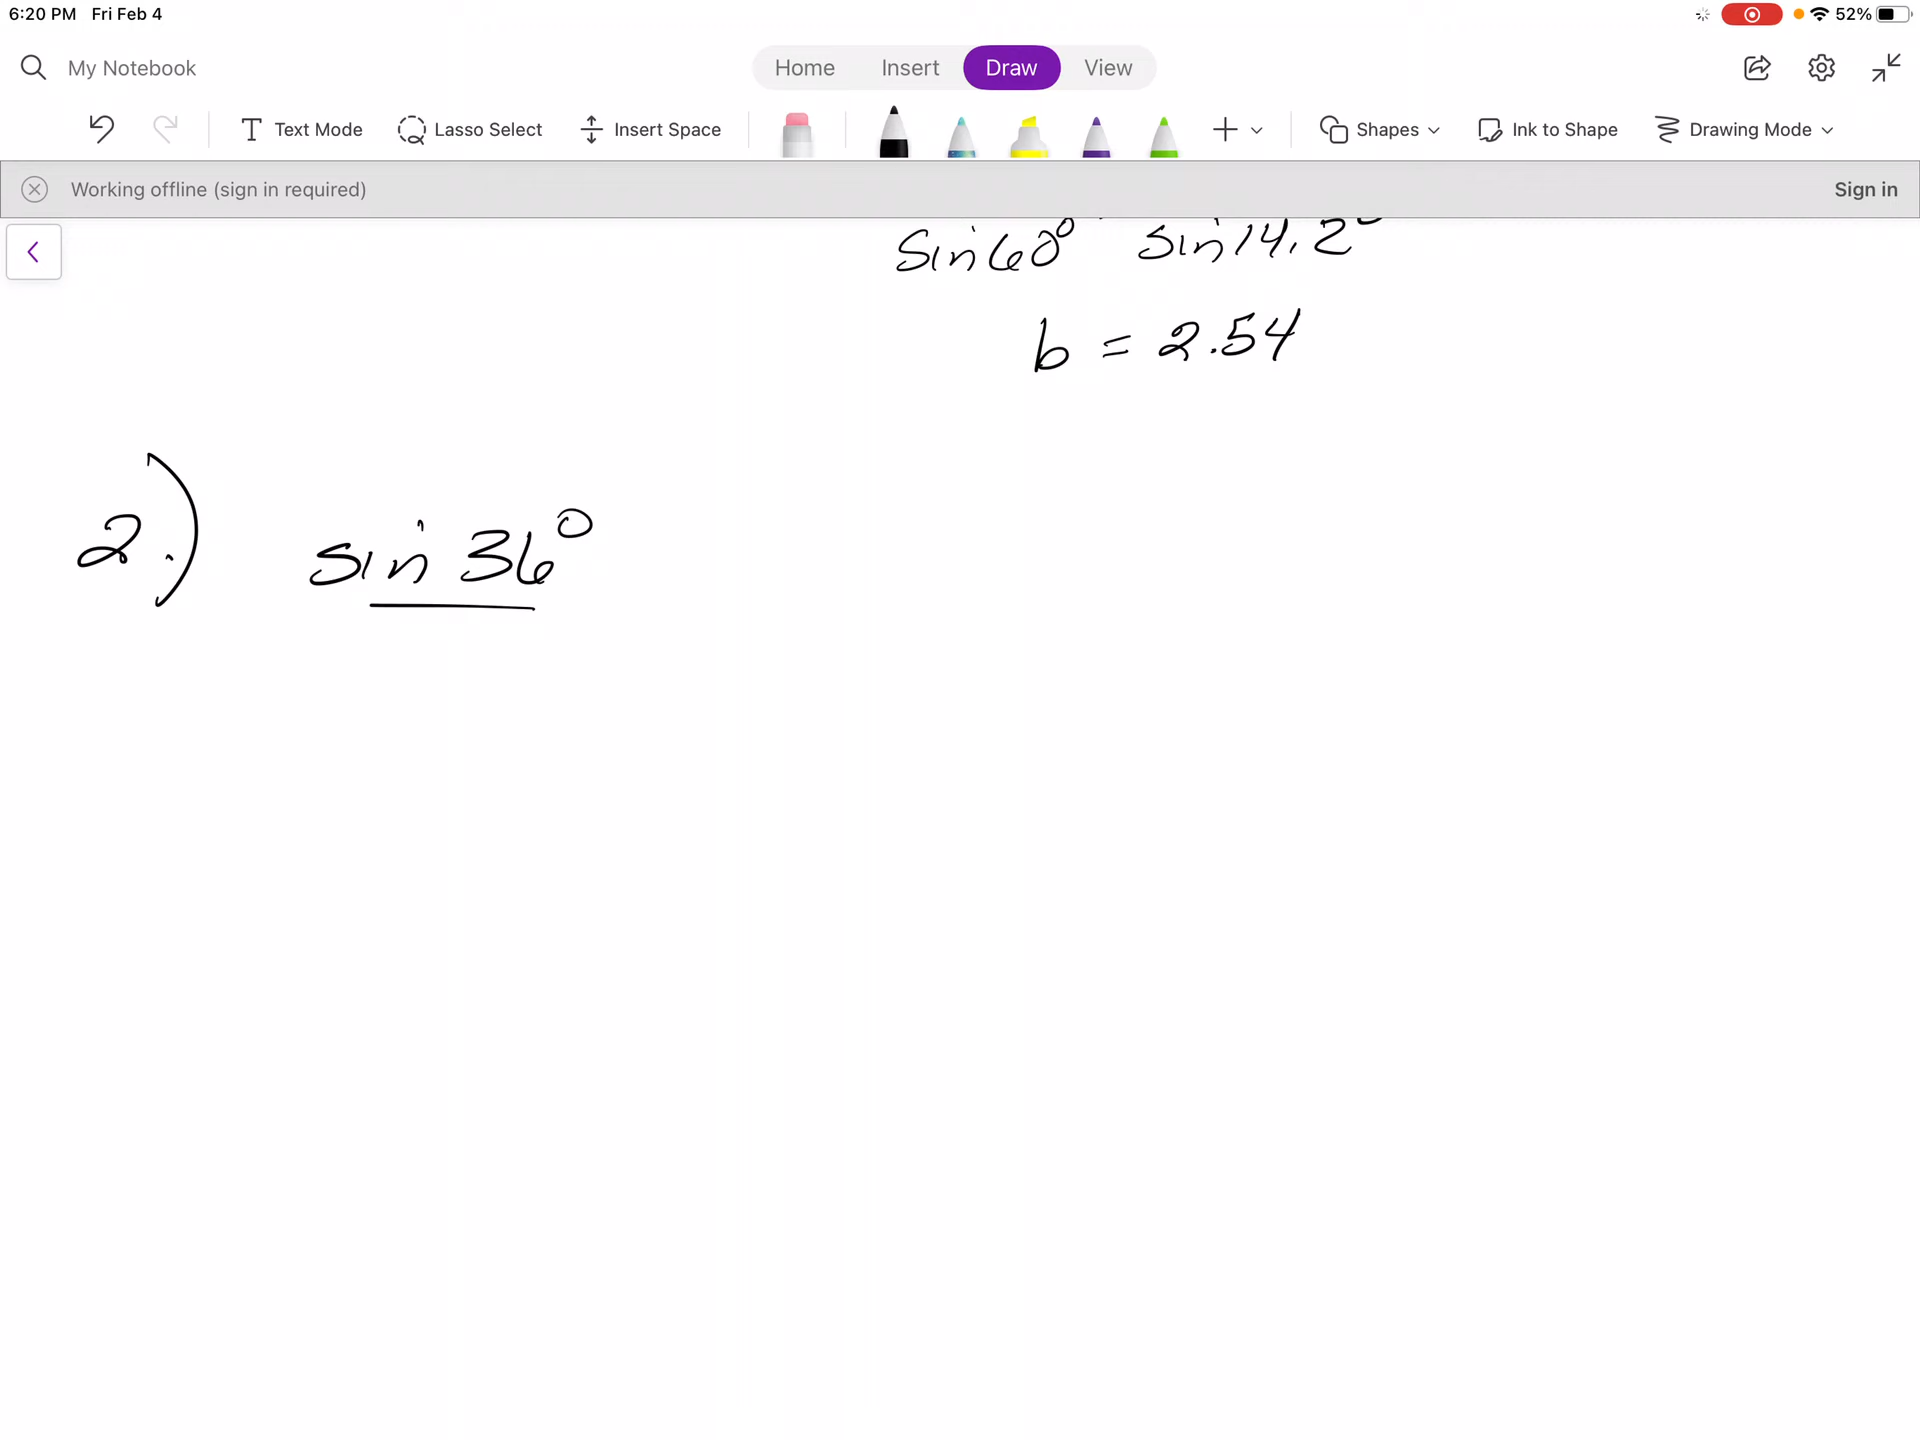 6:20 PM Fri Feb 4 52%
My Notebook Home Insert Draw View
Text Mode Lasso Select Insert Space Shapes Ink to Shape Drawing Mode
Working offline (sign in required) Sign in
sin 60° sin 14.2°
b = 2.54
2.) sin 36°